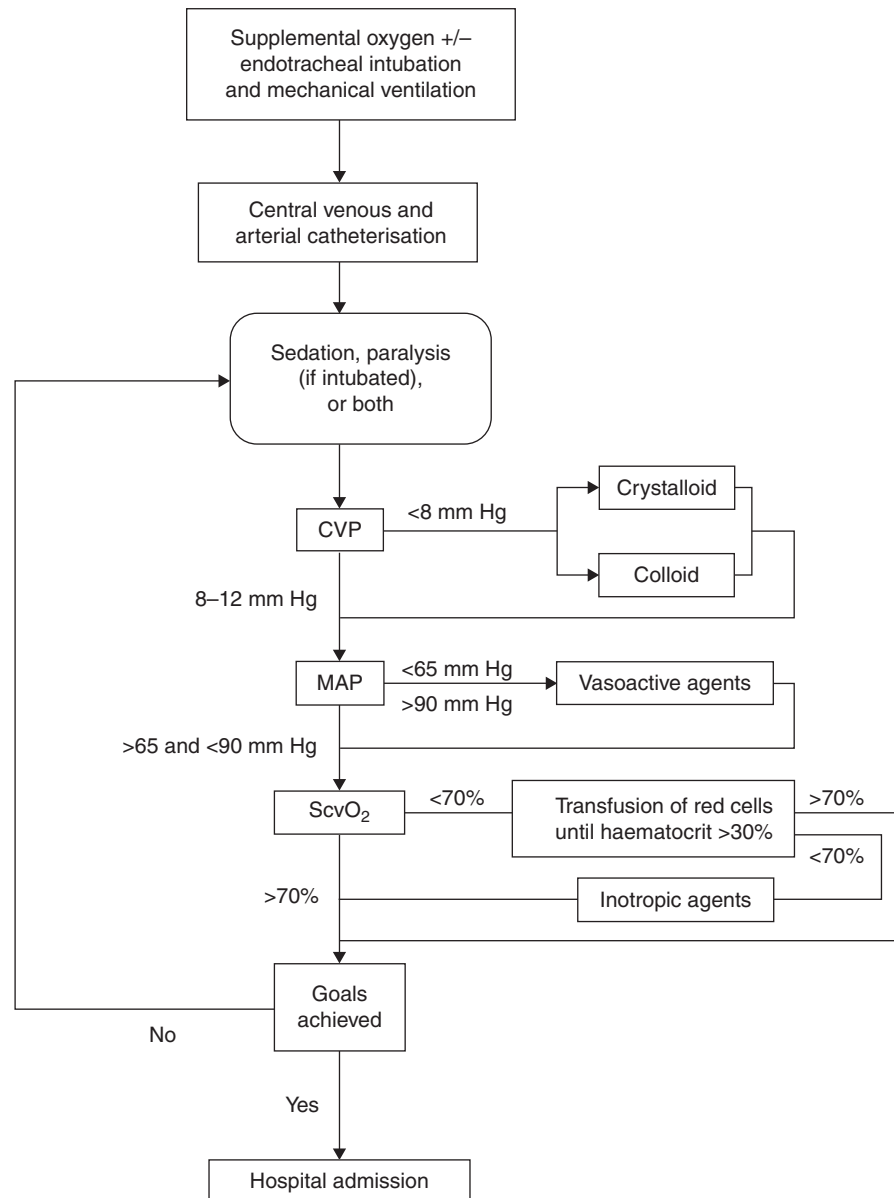 Supplemental oxygen +/–
endotracheal intubation
and mechanical ventilation
Central venous and
arterial catheterisation
Sedation, paralysis
(if intubated),
or both
CVP
<8 mm Hg
Crystalloid
Colloid
8–12 mm Hg
MAP
<65 mm Hg
>90 mm Hg
Vasoactive agents
>65 and <90 mm Hg
ScvO2
<70%
Transfusion of red cells
until haematocrit >30%
>70%
<70%
Inotropic agents
>70%
Goals
achieved
No
Yes
Hospital admission